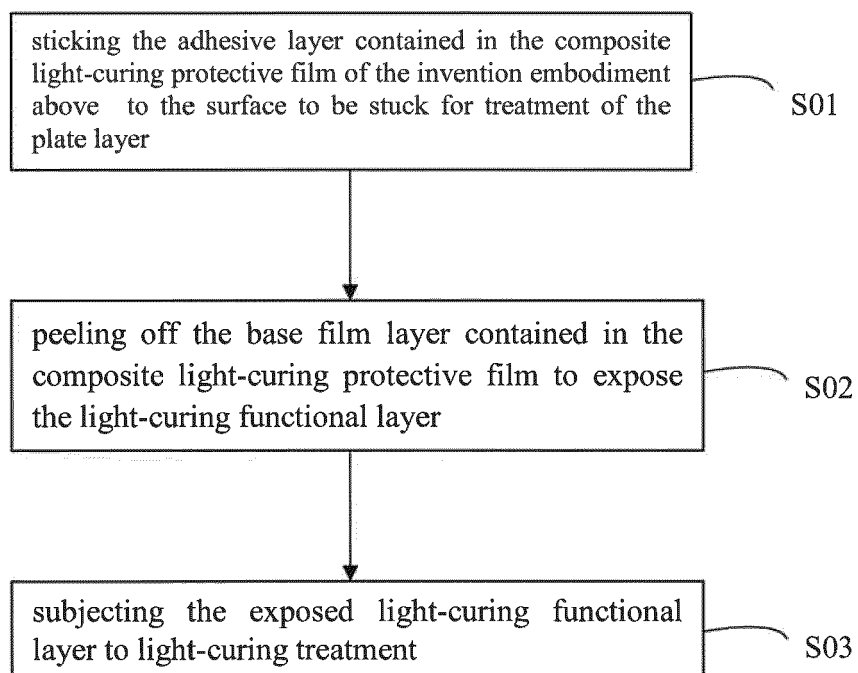 sticking the adhesive layer contained in the composite
light-curing protective film of the invention embodiment
above to the surface to be stuck for treatment of the
plate layer
S01
peeling off the base film layer contained in the
composite light-curing protective film to expose
the light-curing functional layer
S02
subjecting the exposed light-curing functional
layer to light-curing treatment
S03